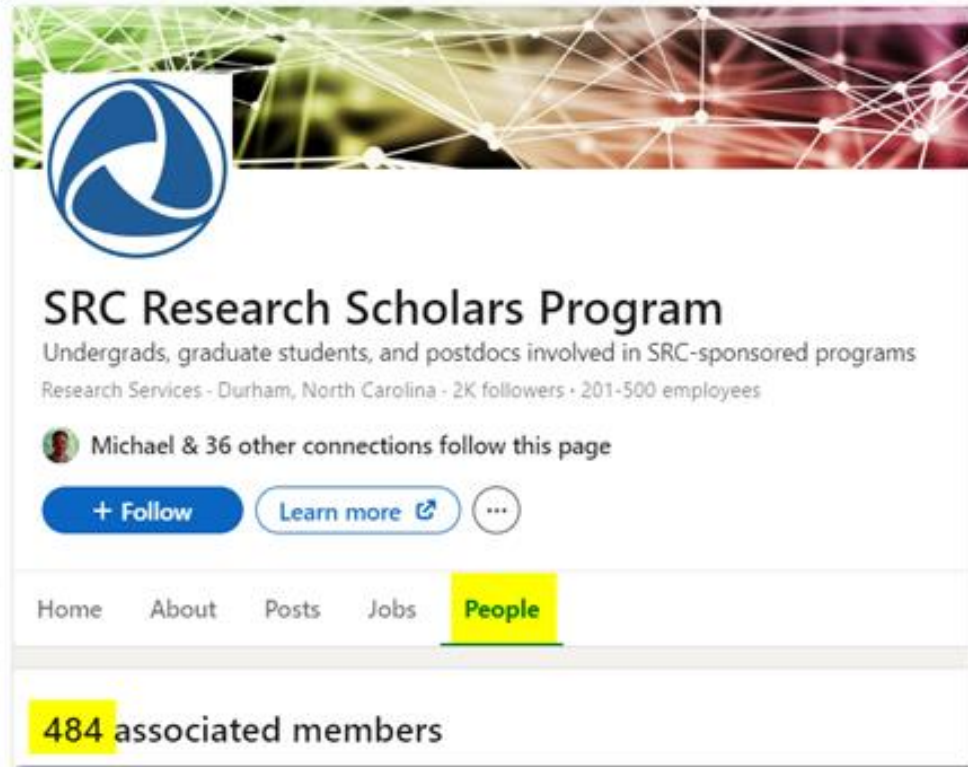 SRC Research Scholars Program
Undergrads, graduate students, and postdocs involved in SRC-sponsored programs
Research Services - Durham, North Carolina - 2K followers • 201-500 employees
Michael & 36 other connections follow this page
+ Follow Learn more ...
Home About Posts Jobs People
484 associated members